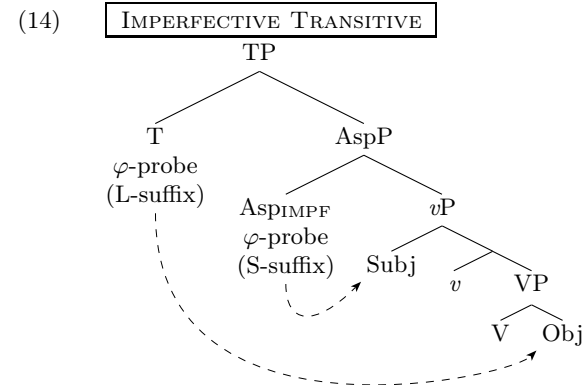 (14) IMPERFECTIVE TRANSITIVE
TP
T AspP
φ-probe
(L-suffix)
AspIMPF vP
φ-probe
(S-suffix) Subj v VP
V Obj